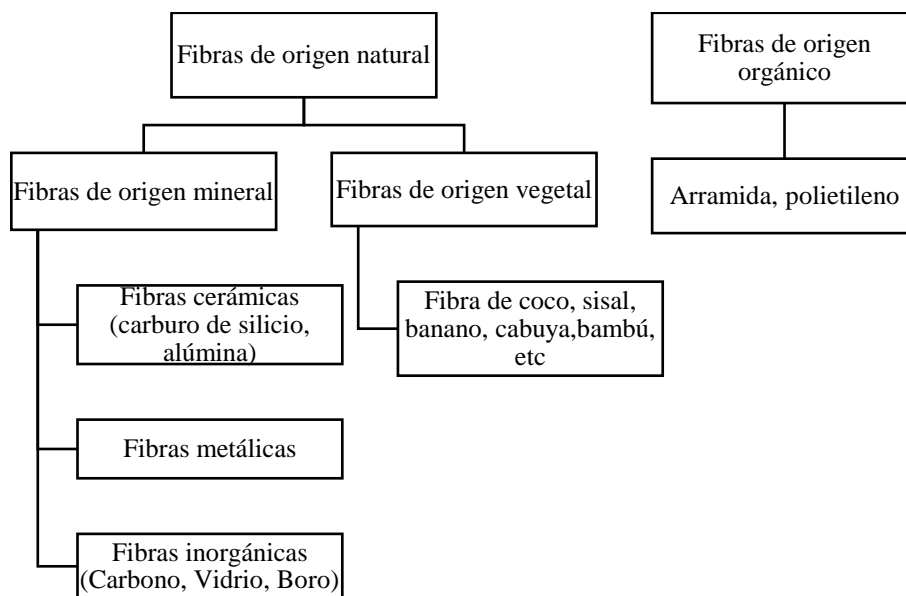 Fibras de origen natural
Fibras de origen
orgánico
Fibras de origen mineral
Fibras de origen vegetal
Arramida, polietileno
Fibras cerámicas
(carburo de silicio,
alúmina)
Fibra de coco, sisal,
banano, cabuya,bambú,
etc
Fibras metálicas
Fibras inorgánicas
(Carbono, Vidrio, Boro)